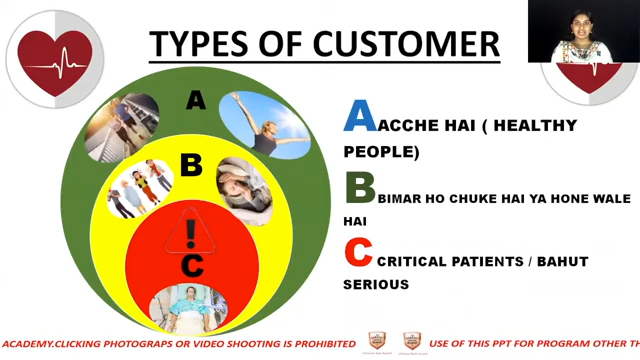 TYPES OF CUSTOMER
A
B
!
C
AACCHE HAI ( HEALTHY
PEOPLE)
BBIMAR HO CHUKE HAI YA HONE WALE
HAI
C CRITICAL PATIENTS / BAHUT
SERIOUS
ACADEMY.CLICKING PHOTOGRAPS OR VIDEO SHOOTING IS PROHIBITED
USE OF THIS PPT FOR PROGRAM OTHER TH